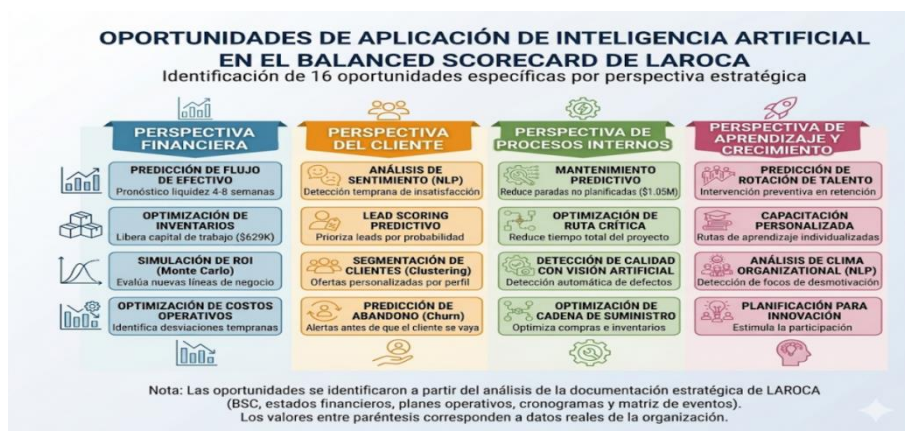 OPORTUNIDADES DE APLICACIÓN DE INTELIGENCIA ARTIFICIAL
EN EL BALANCED SCORECARD DE LAROCA
Identificación de 16 oportunidades específicas por perspectiva estratégica
PERSPECTIVA
FINANCIERA
PREDICCIÓN DE FLUJO
DE EFECTIVO
Pronóstico liquidez 4-8 semanas
OPTIMIZACIÓN DE
INVENTARIOS
Libera capital de trabajo ($629K)
SIMULACIÓN DE ROI
(Monte Carlo)
Evalúa nuevas líneas de negocio
OPTIMIZACIÓN DE COSTOS
OPERATIVOS
Identifica desviaciones tempranas
PERSPECTIVA
DEL CLIENTE
ANÁLISIS DE
SENTIMIENTO (NLP)
Detección temprana de insatisfacción
LEAD SCORING
PREDICTIVO
Prioriza leads por probabilidad
SEGMENTACIÓN DE
CLIENTES (Clustering)
Ofertas personalizadas por perfil
PREDICCIÓN DE
ABANDONO (Churn)
Alertas antes de que el cliente se vaya
PERSPECTIVA DE
PROCESOS INTERNOS
MANTENIMIENTO
PREDICTIVO
Reduce paradas no planificadas ($1.05M)
OPTIMIZACIÓN DE
RUTA CRÍTICA
Reduce tiempo total del proyecto
DETECCIÓN DE CALIDAD
CON VISIÓN ARTIFICIAL
Detección automática de defectos
OPTIMIZACIÓN DE
CADENA DE SUMINISTRO
Optimiza compras e inventarios
PERSPECTIVA DE
APRENDIZAJE Y
CRECIMIENTO
PREDICCIÓN DE
ROTACIÓN DE TALENTO
Intervención preventiva en retención
CAPACITACIÓN
PERSONALIZADA
Rutas de aprendizaje individualizadas
ANÁLISIS DE CLIMA
ORGANIZATIONAL (NLP)
Detección de focos de desmotivación
PLANIFICACIÓN PARA
INNOVACIÓN
Estimula la participación
Nota: Las oportunidades se identificaron a partir del análisis de la documentación estratégica de LAROCA
(BSC, estados financieros, planes operativos, cronogramas y matriz de eventos).
Los valores entre paréntesis corresponden a datos reales de la organización.